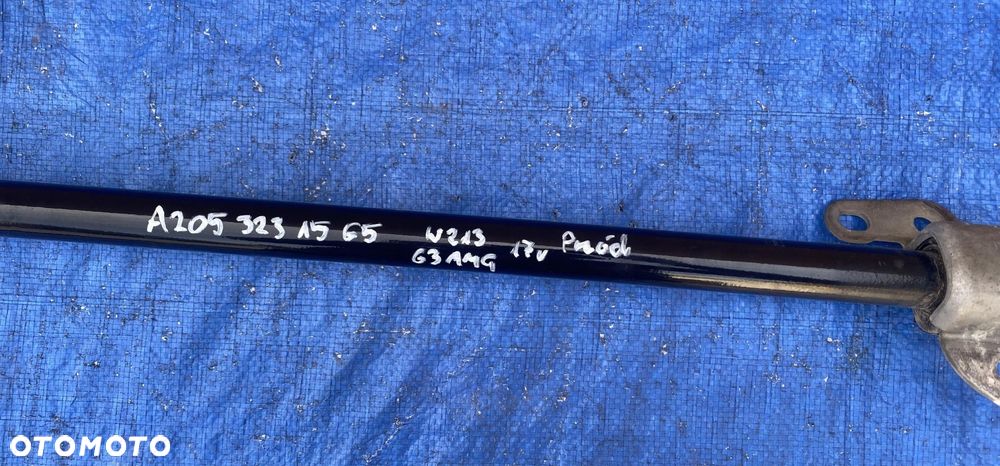 A205 323 15 65 W213 17r Przód
63 AMG
OTOMOTO